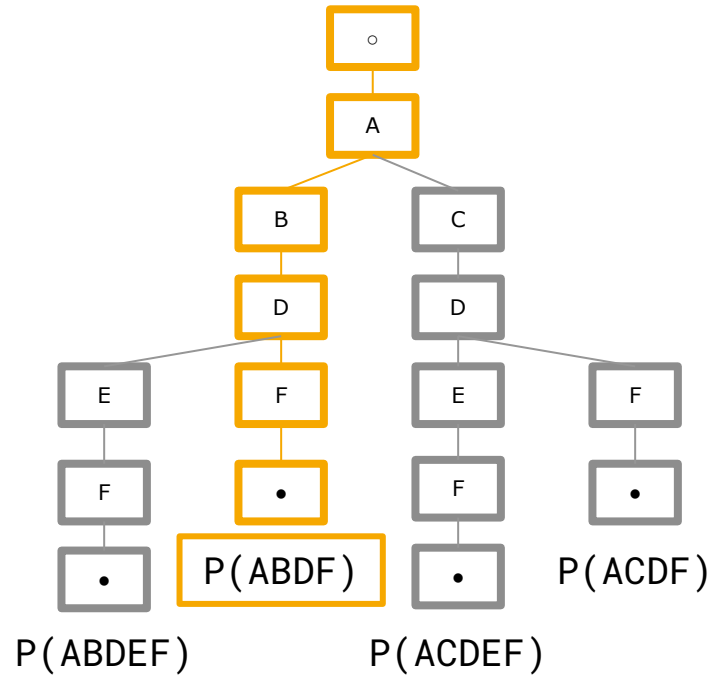 ○
A
B C
D D
E F E F
F • F •
• •
P(ABDF) P(ACDF)
P(ABDEF) P(ACDEF)